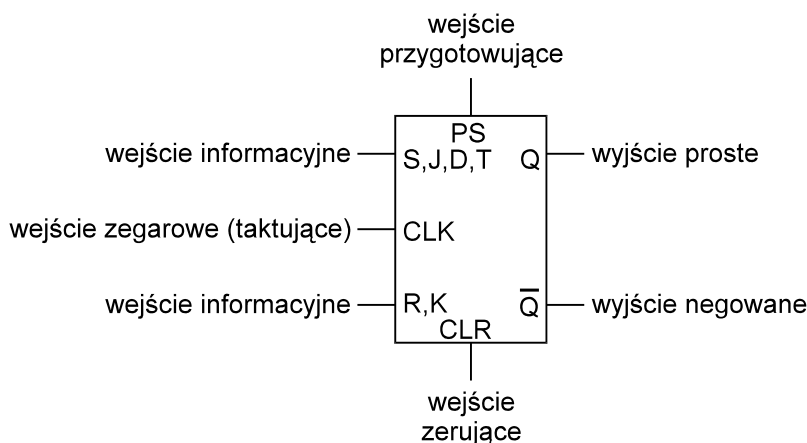 wejście
przygotowujące
PS
wejście informacyjne
S,J,D,T
Q
wyjście proste
wejście zegarowe (taktujące)
CLK
wejście informacyjne
R,K
Q̅
wyjście negowane
CLR
wejście
zerujące